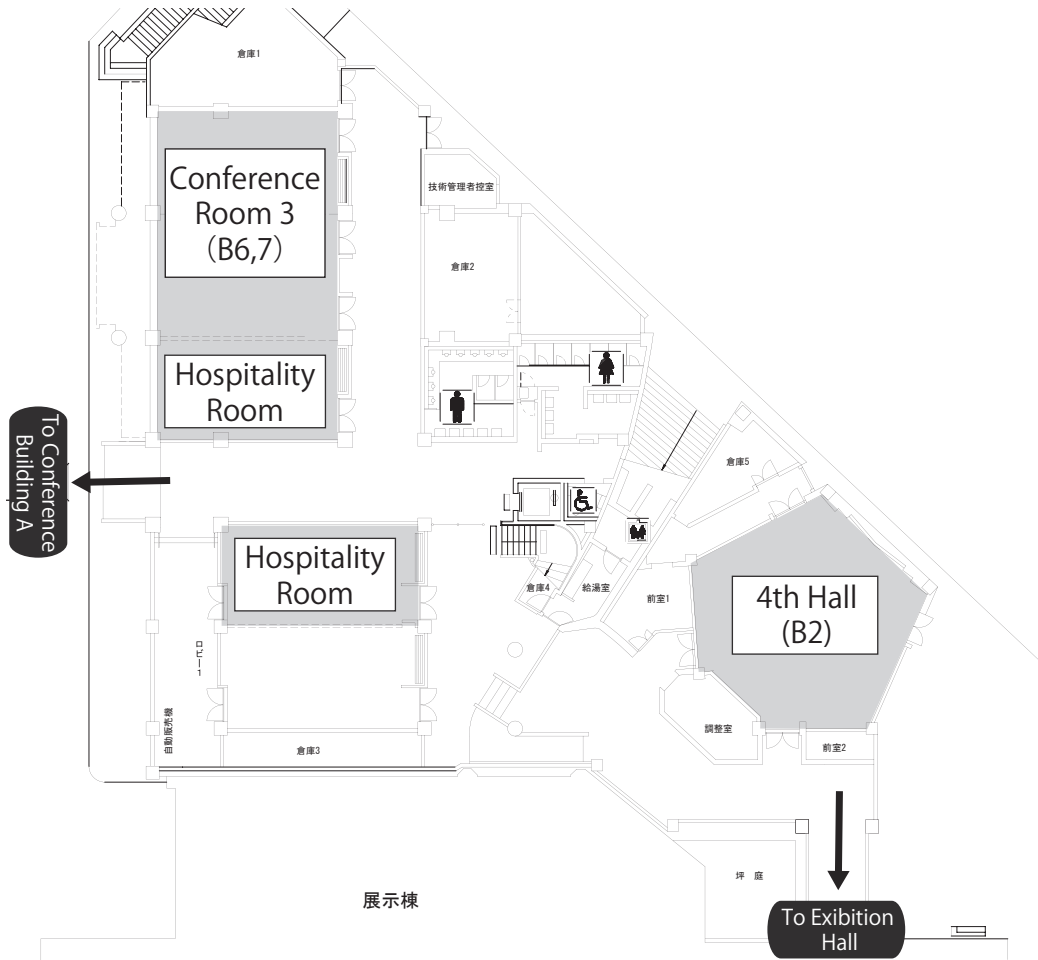 倉庫1
Conference
Room 3
(B6,7)
技術管理者控室
倉庫2
Hospitality
Room
To Conference
Building A
倉庫5
Hospitality
Room
倉庫4
給湯室
前室1
4th Hall
(B2)
ロビー1
自動販売機
倉庫3
調整室
前室2
坪 庭
展示棟
To Exibition
Hall